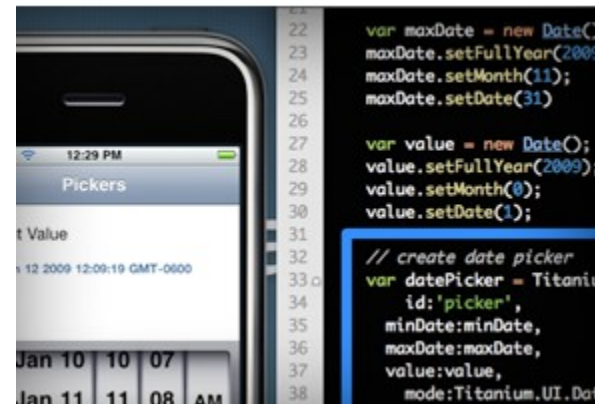 12:29 PM
Pickers
t Value
12 2009 12:09:19 GMT-0600
Jan 10 10 07
Jan 11 11 08 AM
22 var maxDate = new Date()
23 maxDate.setFullYear(2009
24 maxDate.setMonth(11);
25 maxDate.setDate(31)
26
27 var value = new Date();
28 value.setFullYear(2009);
29 value.setMonth(0);
30 value.setDate(1);
31
32 // create date picker
33 var datePicker = Titaniu
34 id:'picker',
35 minDate:minDate,
36 maxDate:maxDate,
37 value:value,
38 mode:Titanium.UI.Dat